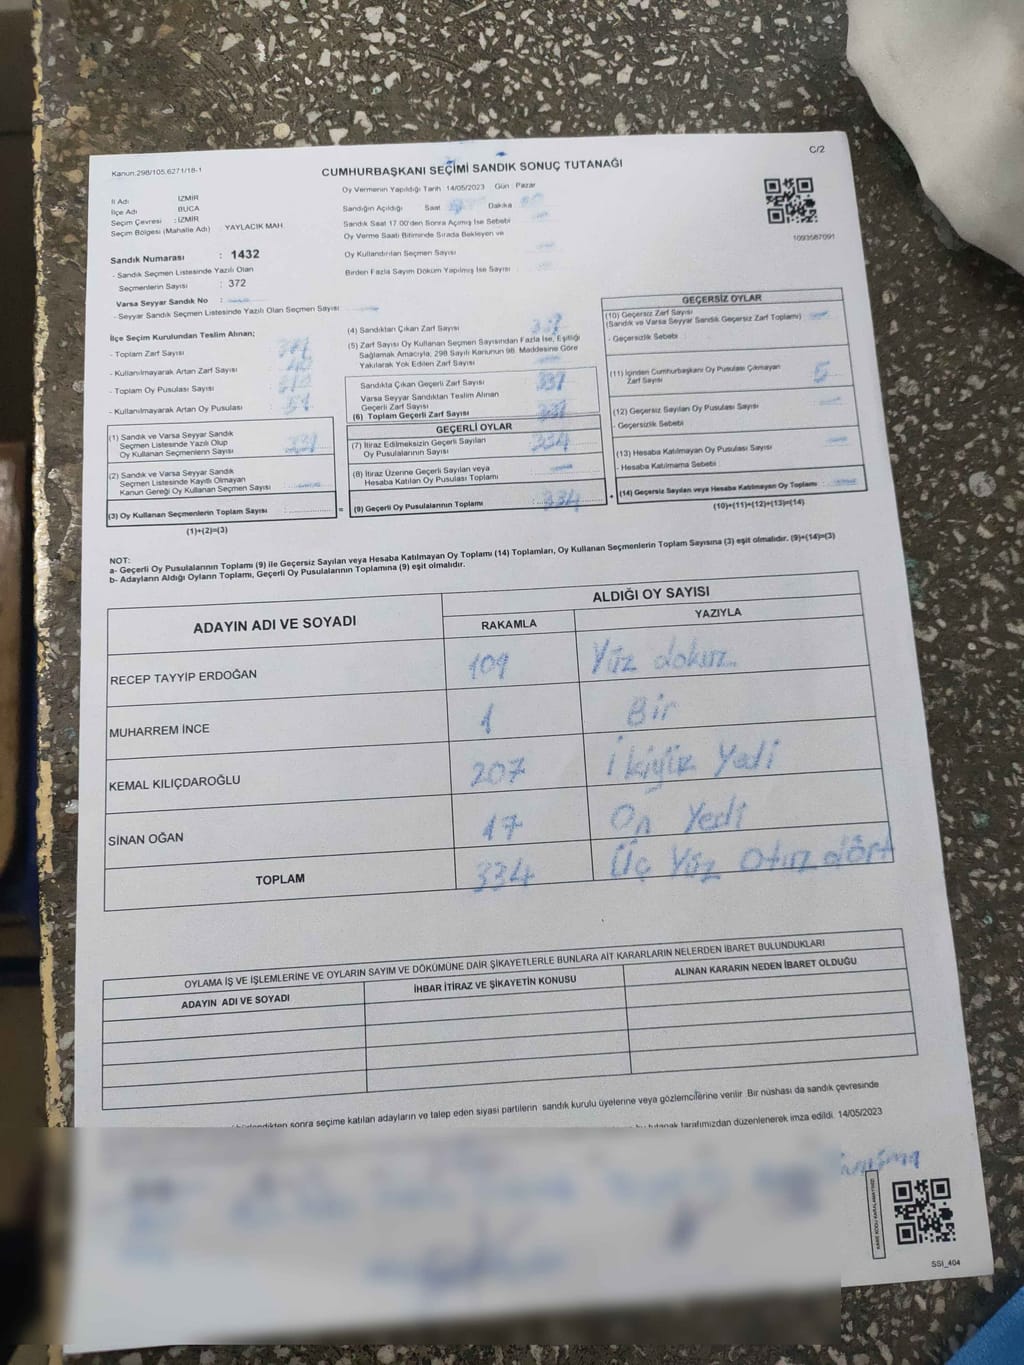 Kanun.298/105.6271/18-1
C/2
CUMHURBAŞKANI SEÇİMİ SANDIK SONUÇ TUTANAĞI
Oy Vermenin Yapıldığı Tarih 14/05/2023 Gün : Pazar
İl Adı İZMİR
İlçe Adı BUCA
Seçim Çevresi : İZMİR
Seçim Bölgesi (Mahalle Adı) YAYLACIK MAH.
Sandığın Açıldığı Saat Dakika
Sandık Saat 17.00'den Sonra Açımış İse Sebebi
Oy Verme Saati Bitiminde Sırada Bekleyen ve
Oy Kullandırılan Seçmen Sayısı
Birden Fazla Sayım Döküm Yapılmış İse Sayısı :
1093587091
Sandık Numarası : 1432
- Sandık Seçmen Listesinde Yazılı Olan
Seçmenlerin Sayısı : 372
Varsa Seyyar Sandık No :
- Seyyar Sandık Seçmen Listesinde Yazılı Olan Seçmen Sayısı
İlçe Seçim Kurulundan Teslim Alınan;
- Toplam Zarf Sayısı
- Kullanılmayarak Artan Zarf Sayısı
- Toplam Oy Pusulası Sayısı
- Kullanılmayarak Artan Oy Pusulası :
(1) Sandık ve Varsa Seyyar Sandık
Seçmen Listesinde Yazılı Olup
Oy Kullanan Seçmenlerin Sayısı
(2) Sandık ve Varsa Seyyar Sandık
Seçmen Listesinde Kayıtlı Olmayan
Kanun Gereği Oy Kullanan Seçmen Sayısı
(3) Oy Kullanan Seçmenlerin Toplam Sayısı
(1)+(2)=(3)
(4) Sandıktan Çıkan Zarf Sayısı
(5) Zarf Sayısı Oy Kullanan Seçmen Sayısından Fazla İse, Eşitliği
Sağlamak Amacıyla, 298 Sayılı Kanunun 98. Maddesine Göre
Yakılarak Yok Edilen Zarf Sayısı
Sandıkta Çıkan Geçerli Zarf Sayısı
Varsa Seyyar Sandıktan Teslim Alınan
Geçerli Zarf Sayısı
(6) Toplam Geçerli Zarf Sayısı
GEÇERLİ OYLAR
(7) İtiraz Edilmeksizin Geçerli Sayılan
Oy Pusulalarının Sayısı 334
(8) İtiraz Üzerine Geçerli Sayılan veya
Hesaba Katılan Oy Pusulası Toplamı
= (9) Geçerli Oy Pusulalarının Toplamı 334 +
GEÇERSİZ OYLAR
(10) Geçersiz Zarf Sayısı
(Sandık ve Varsa Seyyar Sandık Geçersiz Zarf Toplamı)
- Geçersizlik Sebebi :
(11) İçinden Cumhurbaşkanı Oy Pusulası Çıkmayan
Zarf Sayısı
(12) Geçersiz Sayılan Oy Pusulası Sayısı
- Geçersizlik Sebebi
(13) Hesaba Katılmayan Oy Pusulası Sayısı
- Hesaba Katılmama Sebebi
(14) Geçersiz Sayılan veya Hesaba Katılmayan Oy Toplamı :
(10)+(11)+(12)+(13)=(14)
NOT:
a- Geçerli Oy Pusulalarının Toplamı (9) ile Geçersiz Sayılan veya Hesaba Katılmayan Oy Toplamı (14) Toplamları, Oy Kullanan Seçmenlerin Toplam Sayısına (3) eşit olmalıdır. (9)+(14)=(3)
b- Adayların Aldığı Oyların Toplamı, Geçerli Oy Pusulalarının Toplamına (9) eşit olmalıdır.
ADAYIN ADI VE SOYADI
ALDIĞI OY SAYISI
RAKAMLA YAZIYLA
RECEP TAYYİP ERDOĞAN 109 Yüz dokuz
MUHARREM İNCE 1 Bir
KEMAL KILIÇDAROĞLU 207 İkiyüz Yedi
SİNAN OĞAN 17 On Yedi
TOPLAM 334 Üç Yüz Otuz dört
OYLAMA İŞ VE İŞLEMLERİNE VE OYLARIN SAYIM VE DÖKÜMÜNE DAİR ŞİKAYETLERLE BUNLARA AİT KARARLARIN NELERDEN İBARET BULUNDUKLARI
ADAYIN ADI VE SOYADI İHBAR İTİRAZ VE ŞİKAYETİN KONUSU ALINAN KARARIN NEDEN İBARET OLDUĞU
sonra seçime katılan adayların ve talep eden siyasi partilerin sandık kurulu üyelerine veya gözlemcilerine verilir. Bir nüshası da sandık çevresinde
tutanak tarafımızdan düzenlenerek imza edildi. 14/05/2023
SSI_404